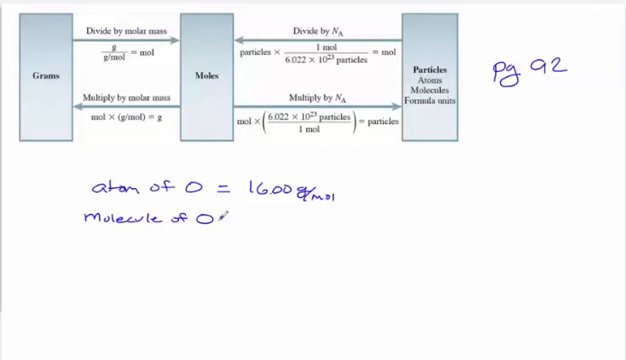 Divide by molar mass
g
g/mol = mol
Grams
Multiply by molar mass
mol × (g/mol) = g
Moles
Divide by N_A
particles × 1 mol / 6.022 × 10²³ particles = mol
Multiply by N_A
mol × (6.022 × 10²³ particles / 1 mol) = particles
Particles
Atoms
Molecules
Formula units
pg 92
atom of O = 16.00 g/mol
Molecule of O